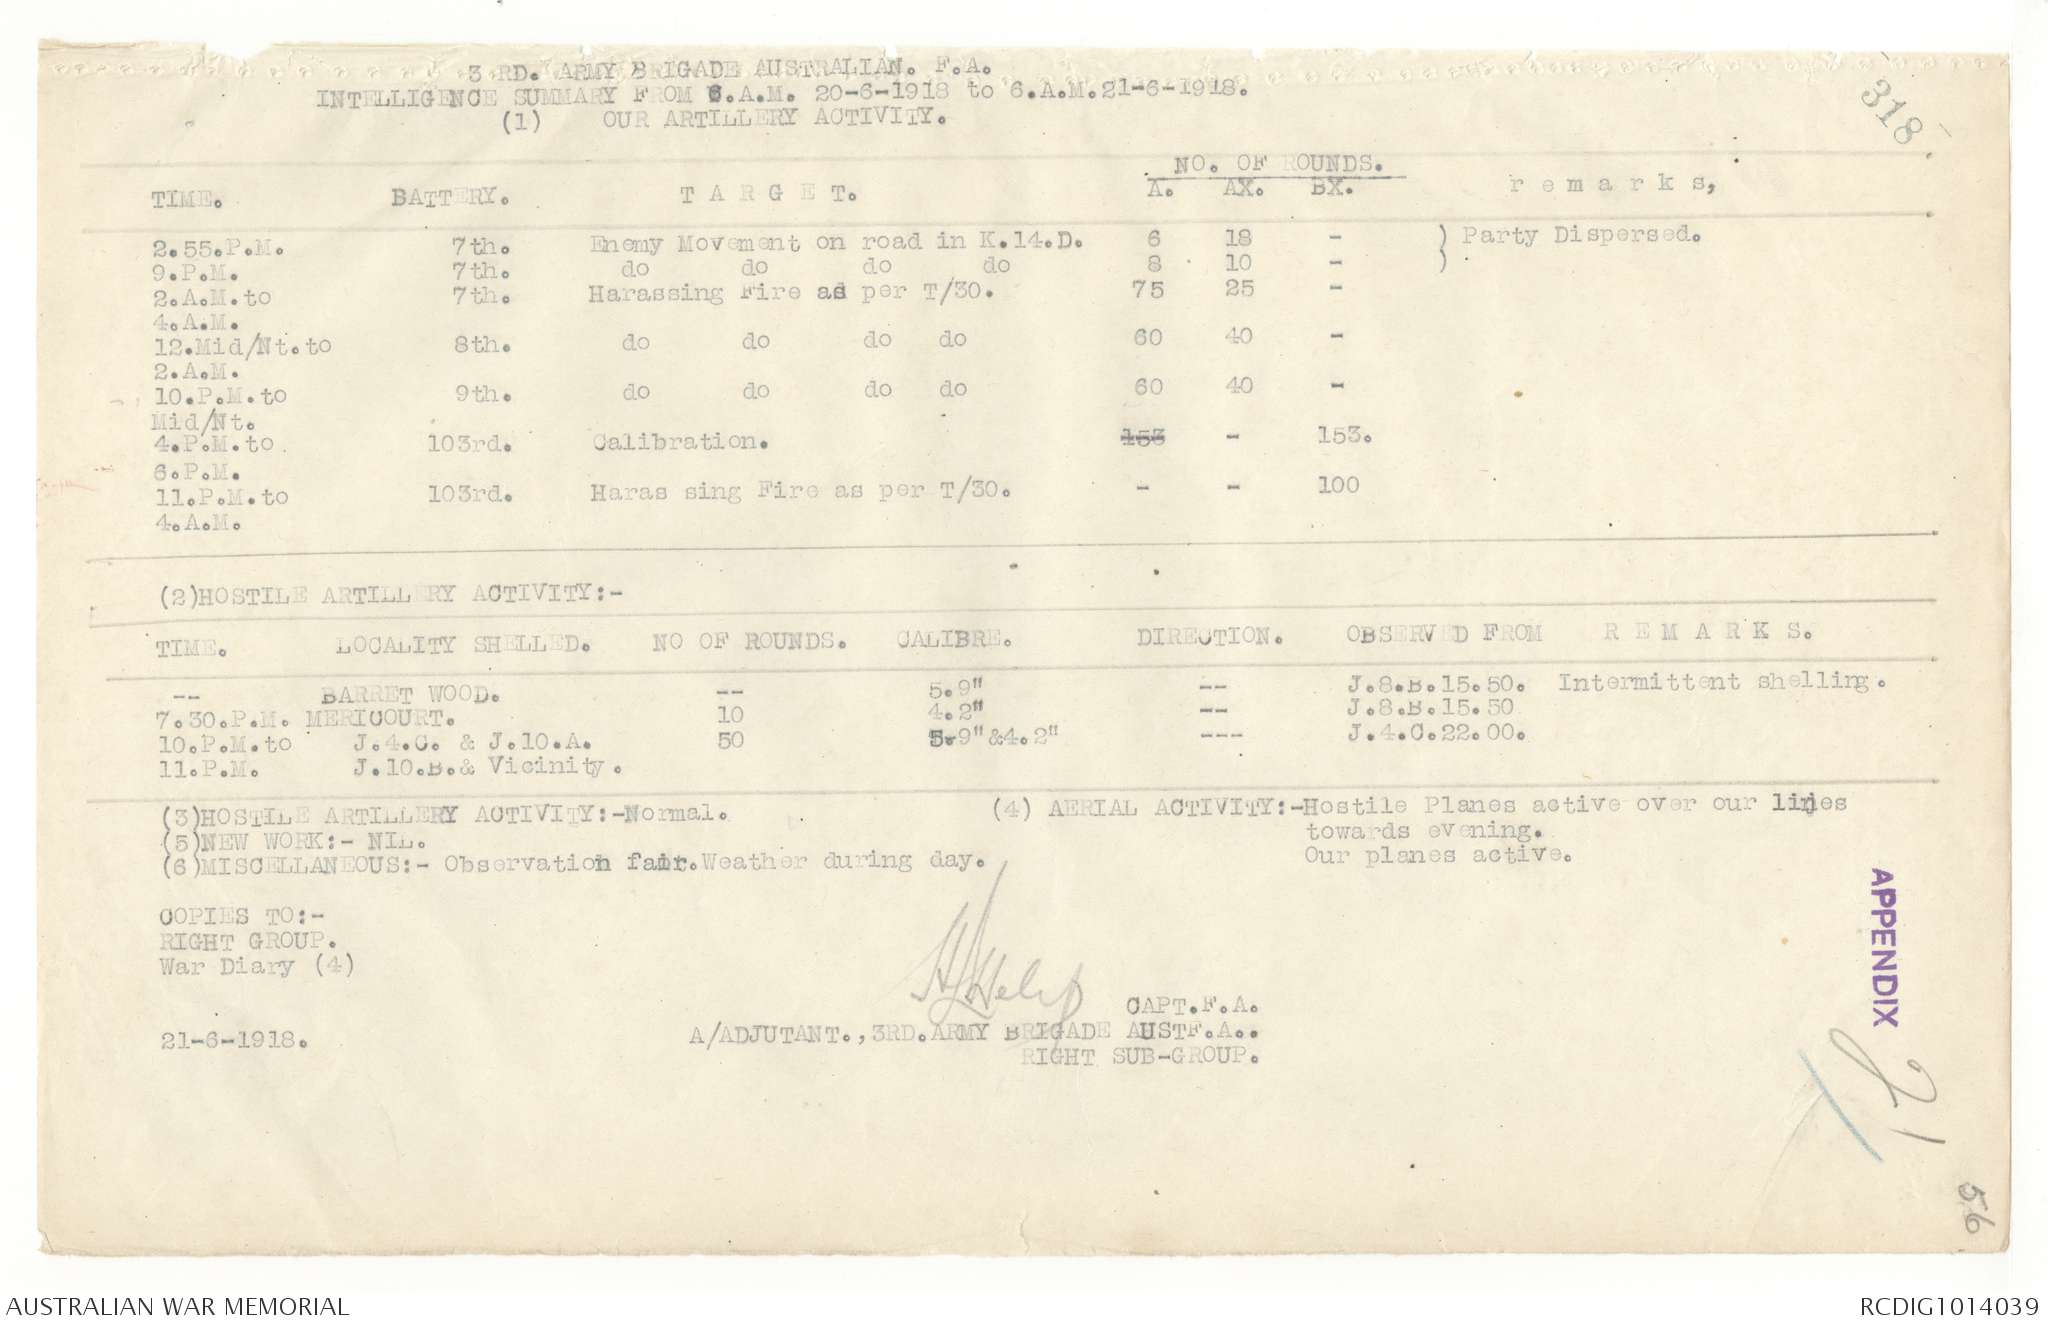 318
3 RD. ARMY BRIGADE AUSTRALIAN. F.A.
INTELLIGENCE SUMMARY FROM 6.A.M. 20-6-1918 to 6.A.M.21-6-1918.
(1) OUR ARTILLERY ACTIVITY.
NO. OF ROUNDS.
TIME. BATTERY. T A R G E T. A. AX. BX. r e m a r k s,
2.55.P.M. 7th. Enemy Movement on road in K.14.D. 6 18 - ) Party Dispersed.
9.P.M. 7th. do do do do 8 10 - )
2.A.M.to 7th. Harassing Fire as per T/30. 75 25 -
4.A.M.
12.Mid/Nt.to 8th. do do do do 60 40 -
2.A.M.
10.P.M.to 9th. do do do do 60 40 -
Mid/Nt.
4.P.M.to 103rd. Calibration. 153 - 153.
6.P.M.
11.P.M.to 103rd. Haras sing Fire as per T/30. - - 100
4.A.M.
(2)HOSTILE ARTILLERY ACTIVITY:-
TIME. LOCALITY SHELLED. NO OF ROUNDS. CALIBRE. DIRECTION. OBSERVED FROM R E M A R K S.
-- BARRET WOOD. -- 5.9" -- J.8.B.15.50. Intermittent shelling.
7.30.P.M. MERICOURT. 10 4.2" -- J.8.B.15.50
10.P.M.to J.4.C. & J.10.A. 50 5.9"&4.2" --- J.4.C.22.00.
11.P.M. J.10.B.& Vicinity.
(3)HOSTILE ARTILLERY ACTIVITY:-Normal. (4) AERIAL ACTIVITY:-Hostile Planes active over our lines
(5)NEW WORK:- NIL. towards evening.
(6)MISCELLANEOUS:- Observation fair.Weather during day. Our planes active.
COPIES TO:-
RIGHT GROUP.
War Diary (4)
CAPT.F.A.
21-6-1918. A/ADJUTANT.,3RD.ARMY BRIGADE AUSTF.A..
RIGHT SUB-GROUP.
APPENDIX
21
56
AUSTRALIAN WAR MEMORIAL RCDIG1014039